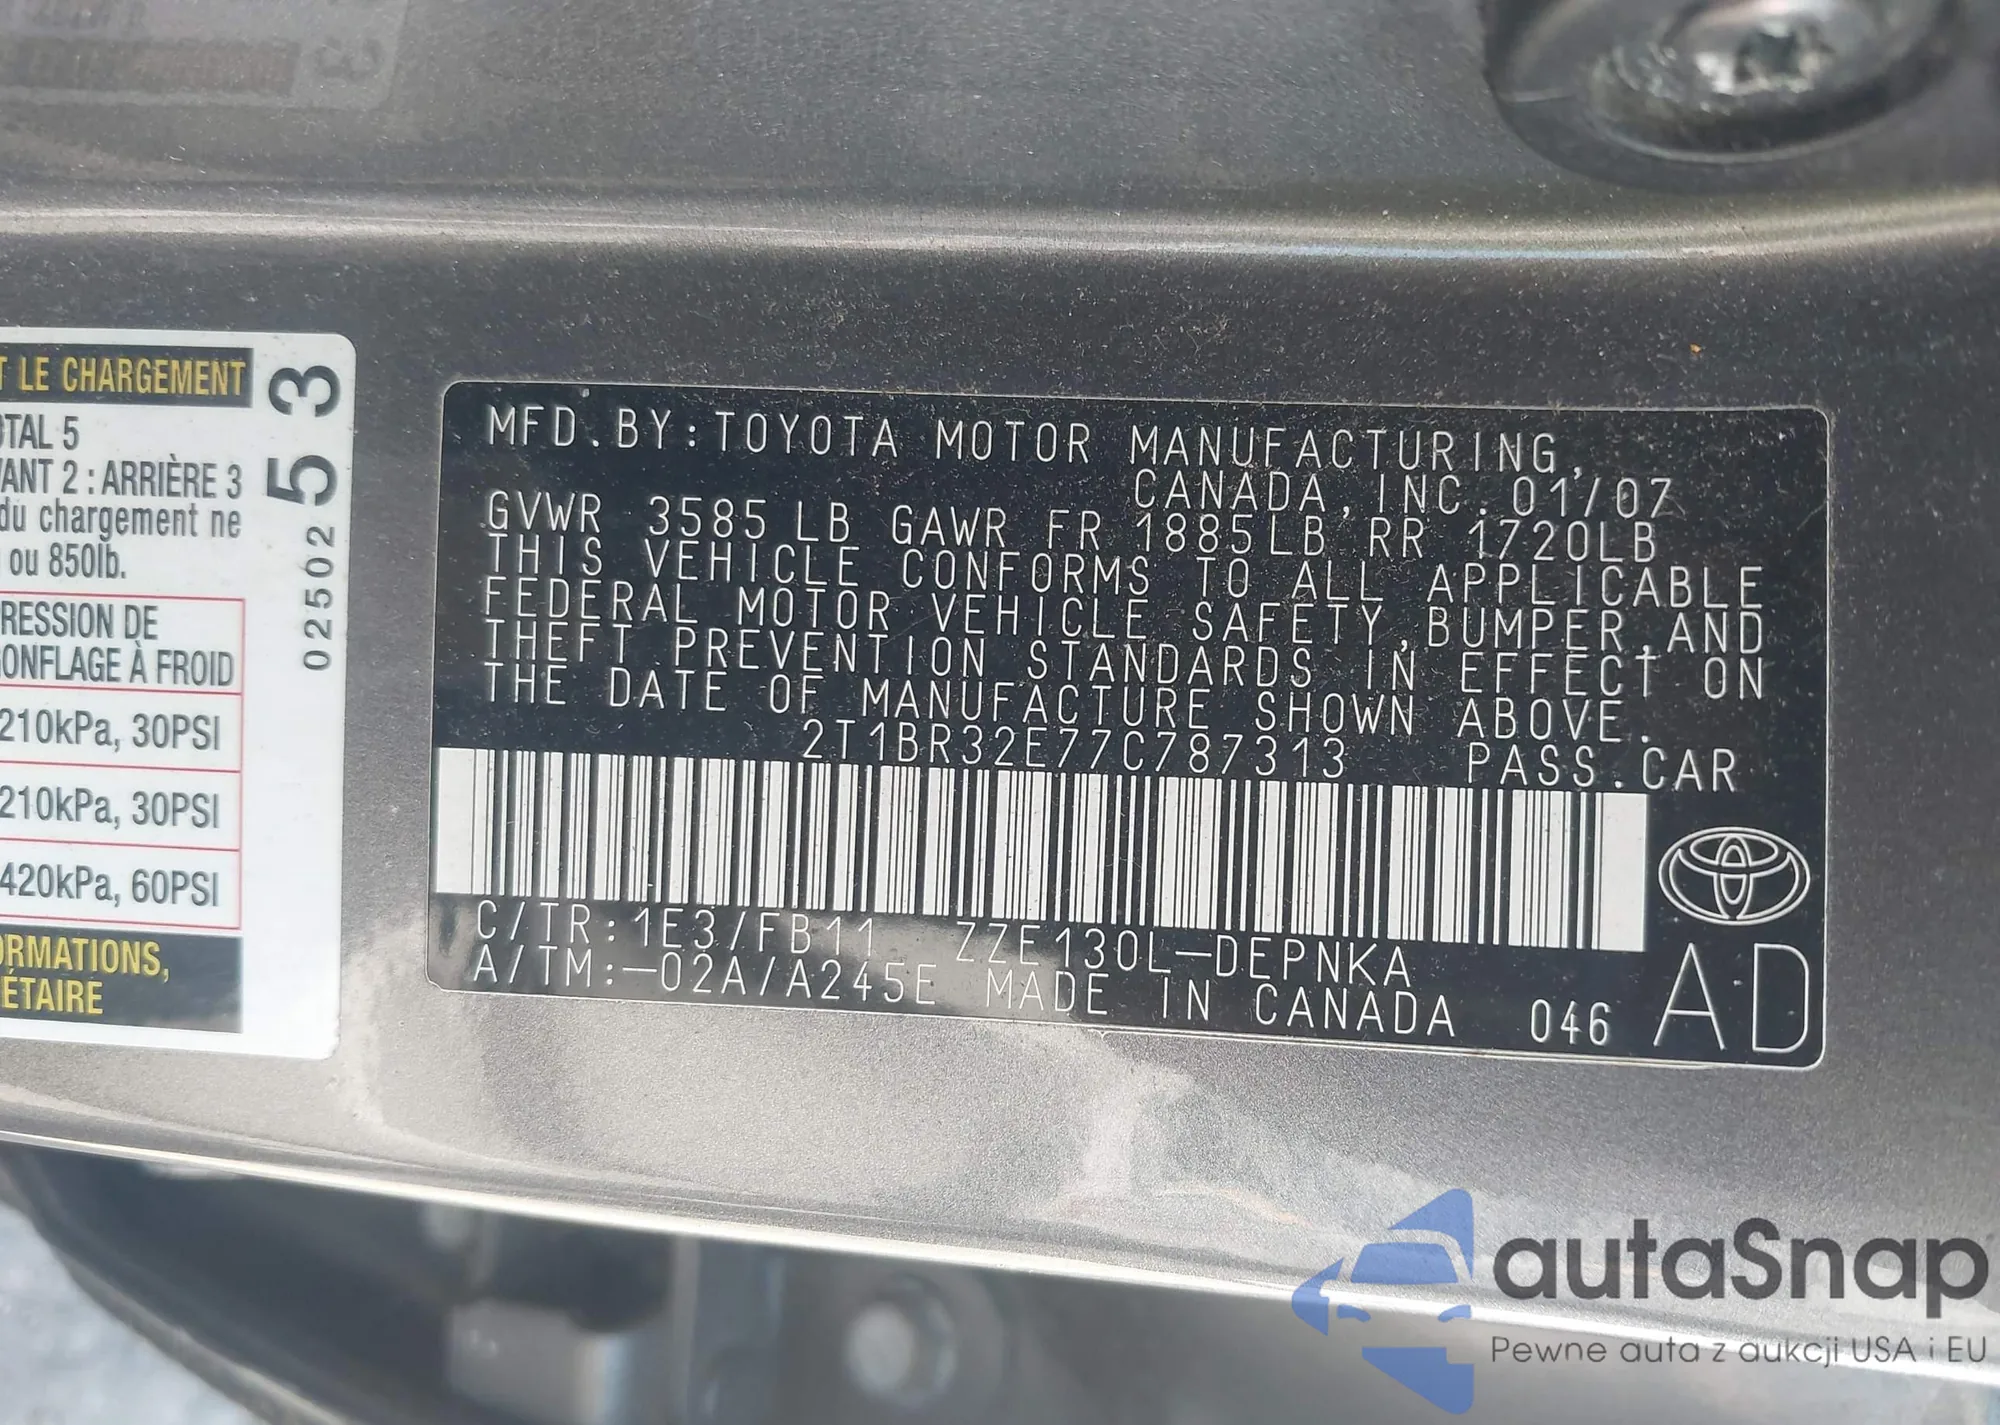 T LE CHARGEMENT
OTAL 5
VANT 2 : ARRIÈRE 3
du chargement ne
ou 850lb.
RESSION DE
GONFLAGE À FROID
210kPa, 30PSI
210kPa, 30PSI
420kPa, 60PSI
ORMATIONS,
ÉTAIRE
02502 53
MFD.BY:TOYOTA MOTOR MANUFACTURING,
CANADA,INC. 01/07
GVWR 3585 LB GAWR FR 1885LB RR 1720LB
THIS VEHICLE CONFORMS TO ALL APPLICABLE
FEDERAL MOTOR VEHICLE SAFETY,BUMPER,AND
THEFT PREVENTION STANDARDS IN EFFECT ON
THE DATE OF MANUFACTURE SHOWN ABOVE.
2T1BR32E77C787313 PASS.CAR
C/TR:1E3/FB11 ZZE130L-DEPNKA
A/TM:-02A/A245E MADE IN CANADA 046
AD
autaSnap
Pewne auta z aukcji USA i EU